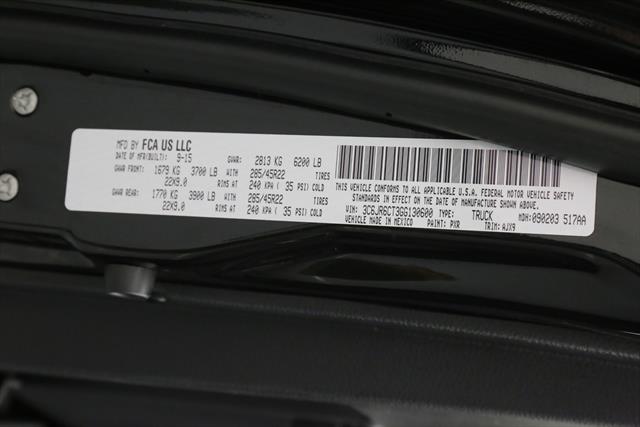 MFD BY FCA US LLC
DATE OF MFR(BUILT): 9-15 GVWR: 2813 KG 6200 LB
GAWR FRONT: 1679 KG 3700 LB WITH 285/45R22 TIRES
22X9.0 RIMS AT 240 KPA ( 35 PSI) COLD
GAWR REAR: 1770 KG 3900 LB WITH 285/45R22 TIRES
22X9.0 RIMS AT 240 KPA ( 35 PSI) COLD
THIS VEHICLE CONFORMS TO ALL APPLICABLE U.S.A. FEDERAL MOTOR VEHICLE SAFETY
STANDARDS IN EFFECT ON THE DATE OF MANUFACTURE SHOWN ABOVE.
VIN: 3C6JR6CT3GG130600 TYPE: TRUCK MDH: 090203 517AA
VEHICLE MADE IN MEXICO PAINT: PXR TRIM: AJX9